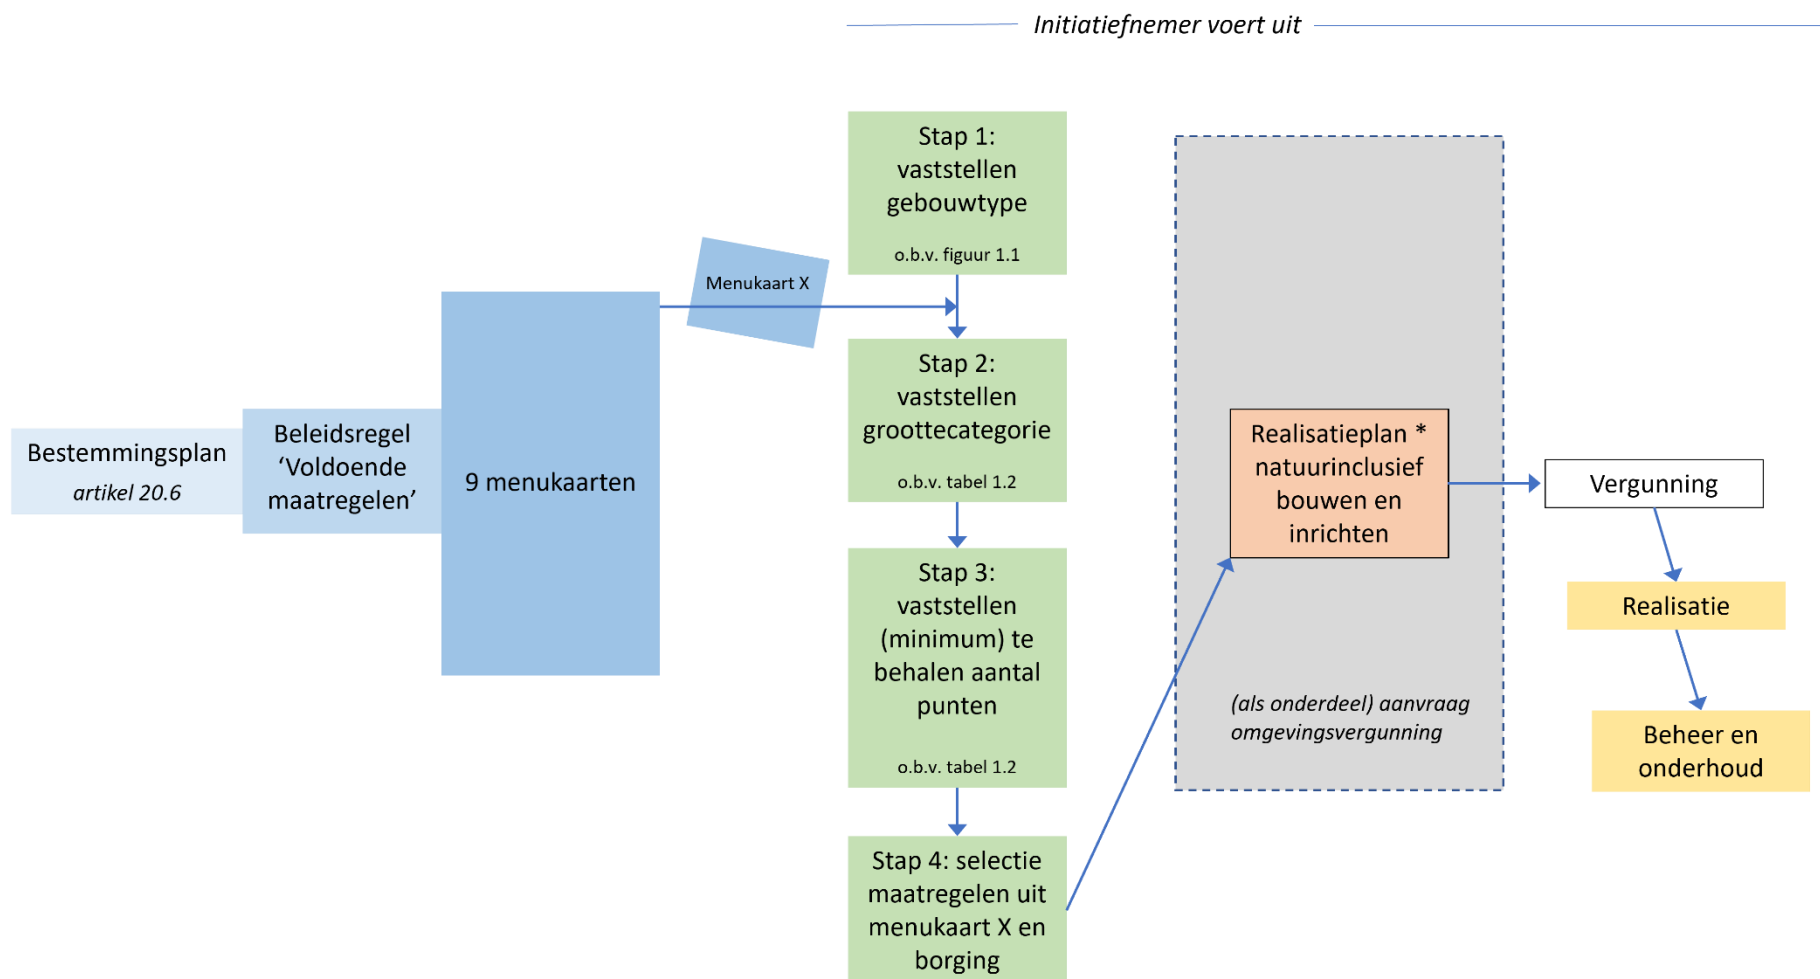 Initiatiefnemer voert uit
Bestemmingsplan
artikel 20.6
Beleidsregel
‘Voldoende
maatregelen’
9 menukaarten
Menukaart X
Stap 1:
vaststellen
gebouwtype
o.b.v. figuur 1.1
Stap 2:
vaststellen
groottecategorie
o.b.v. tabel 1.2
Stap 3:
vaststellen
(minimum) te
behalen aantal
punten
o.b.v. tabel 1.2
Stap 4: selectie
maatregelen uit
menukaart X en
borging
Realisatieplan *
natuurinclusief
bouwen en
inrichten
(als onderdeel) aanvraag
omgevingsvergunning
Vergunning
Realisatie
Beheer en
onderhoud